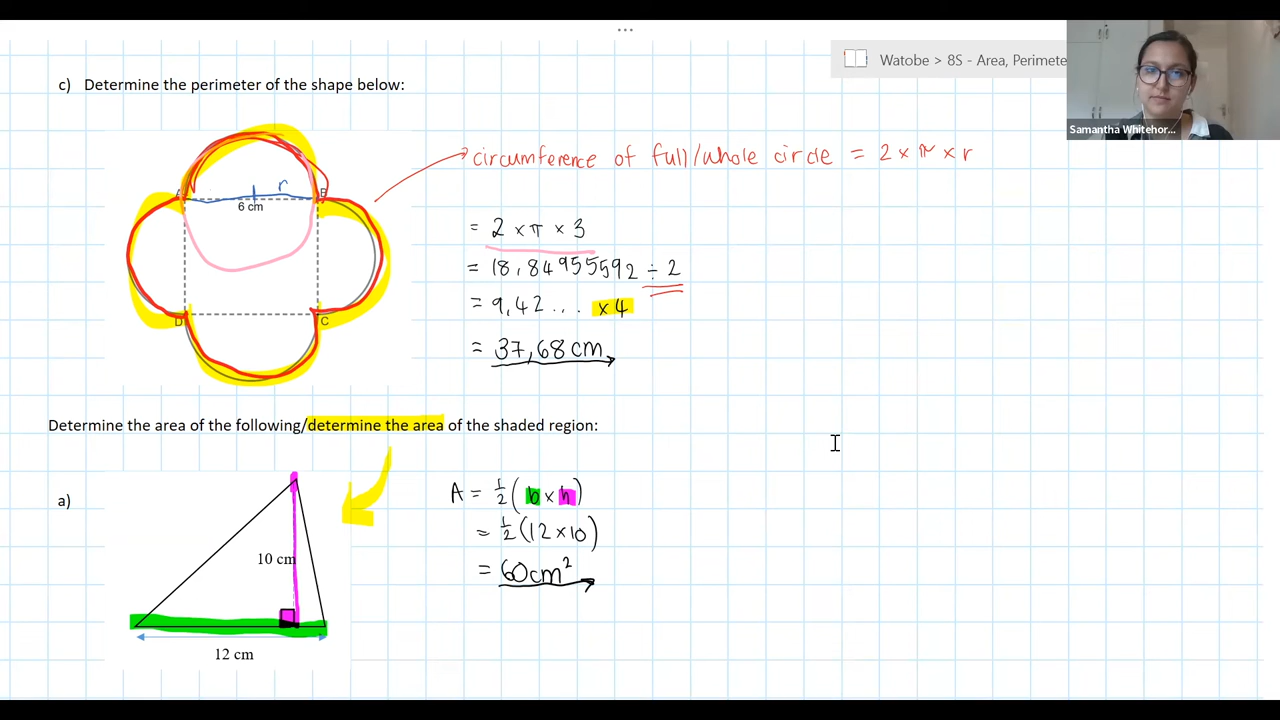 Watobe > 8S - Area, Perimete
Samantha Whitehor...
c) Determine the perimeter of the shape below:
circumference of full/whole circle = 2 × π × r
A r B
6 cm
D C
= 2 × π × 3
= 18,84955592 ÷ 2
= 9,42... × 4
= 37,68 cm
Determine the area of the following/determine the area of the shaded region:
a)
10 cm
12 cm
A = 1/2 (b × h)
= 1/2 (12 × 10)
= 60cm²